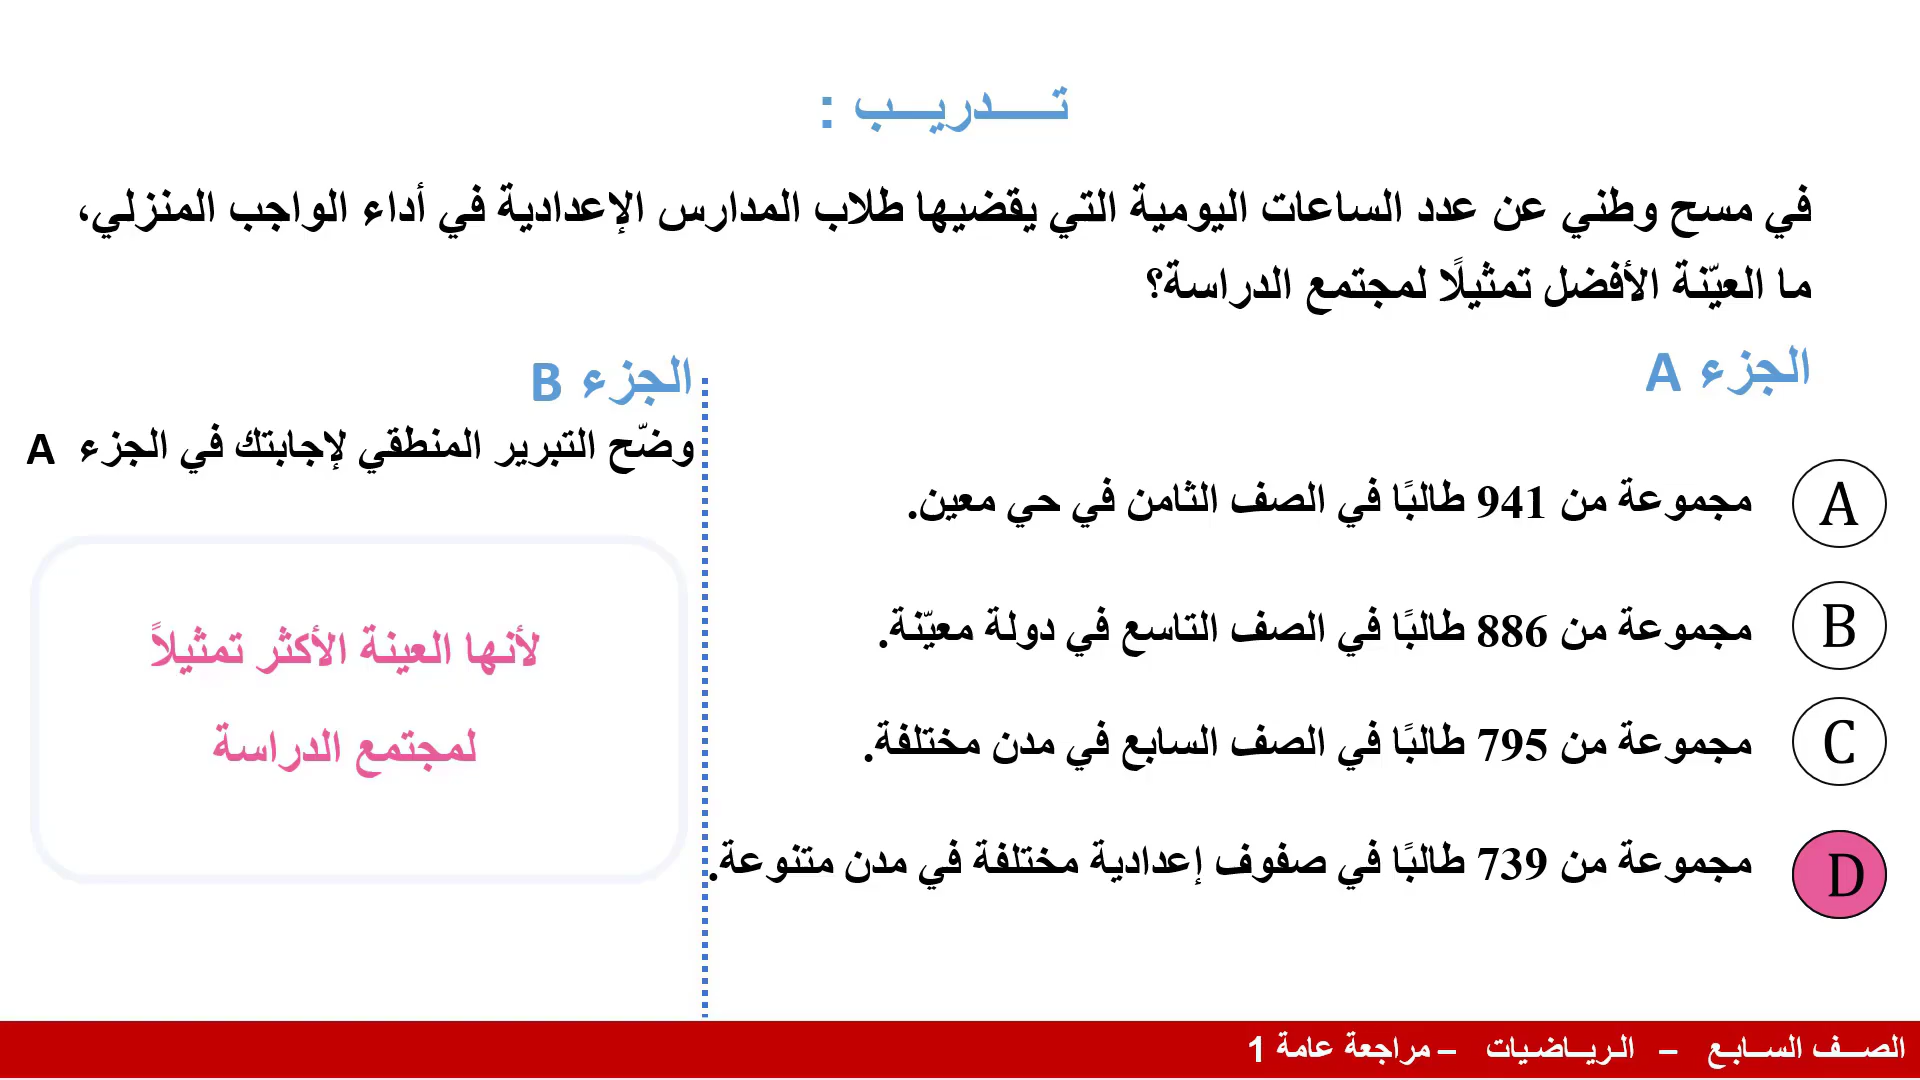 تـــدريـــب :
في مسح وطني عن عدد الساعات اليومية التي يقضيها طلاب المدارس الإعدادية في أداء الواجب المنزلي،
ما العيّنة الأفضل تمثيلًا لمجتمع الدراسة؟
الجزء A
A مجموعة من 941 طالبًا في الصف الثامن في حي معين.
B مجموعة من 886 طالبًا في الصف التاسع في دولة معيّنة.
C مجموعة من 795 طالبًا في الصف السابع في مدن مختلفة.
D مجموعة من 739 طالبًا في صفوف إعدادية مختلفة في مدن متنوعة.
الجزء B
وضّح التبرير المنطقي لإجابتك في الجزء A
لأنها العينة الأكثر تمثيلاً
لمجتمع الدراسة
الصـــف الســـابـع – الـريـــاضـيات – مراجعة عامة 1